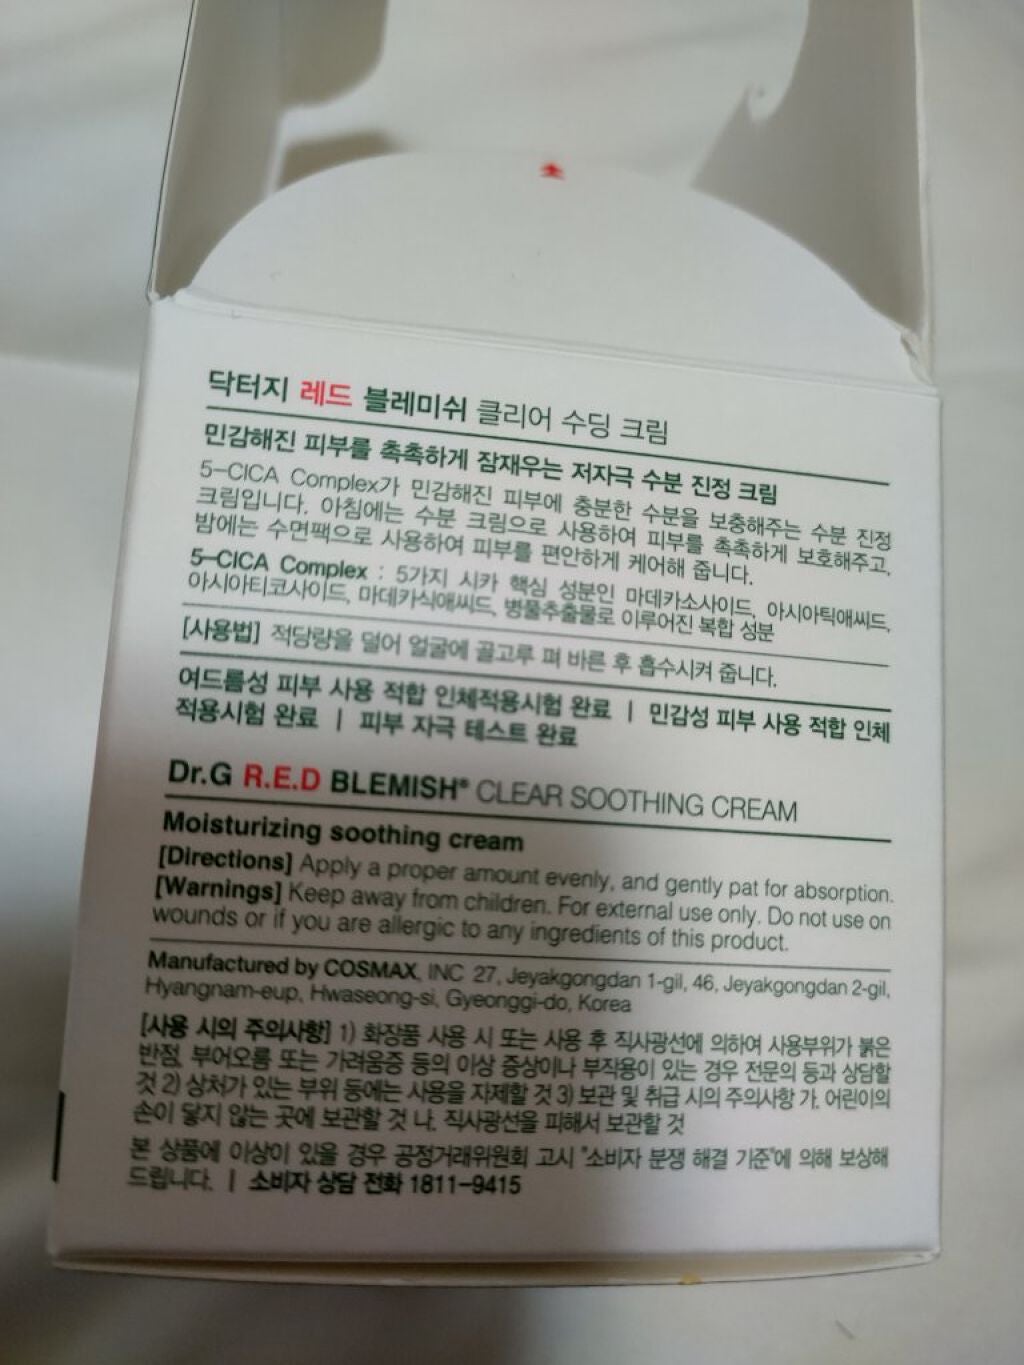 닥터지 레드 블레미쉬 클리어 수딩 크림
민감해진 피부를 촉촉하게 잠재우는 저자극 수분 진정 크림
5-CICA Complex가 민감해진 피부에 충분한 수분을 보충해주는 수분 진정
크림입니다. 아침에는 수분 크림으로 사용하여 피부를 촉촉하게 보호해주고,
밤에는 수면팩으로 사용하여 피부를 편안하게 케어해 줍니다.
5-CICA Complex : 5가지 시카 핵심 성분인 마데카소사이드, 아시아틱애씨드,
아시아티코사이드, 마데카식애씨드, 병풀추출물로 이루어진 복합 성분
[사용법] 적당량을 덜어 얼굴에 골고루 펴 바른 후 흡수시켜 줍니다.
여드름성 피부 사용 적합 인체적용시험 완료 | 민감성 피부 사용 적합 인체
적용시험 완료 | 피부 자극 테스트 완료
Dr.G R.E.D BLEMISH® CLEAR SOOTHING CREAM
Moisturizing soothing cream
[Directions] Apply a proper amount evenly, and gently pat for absorption.
[Warnings] Keep away from children. For external use only. Do not use on
wounds or if you are allergic to any ingredients of this product.
Manufactured by COSMAX, INC 27, Jeyakgongdan 1-gil, 46, Jeyakgongdan 2-gil,
Hyangnam-eup, Hwaseong-si, Gyeonggi-do, Korea
[사용 시의 주의사항] 1) 화장품 사용 시 또는 사용 후 직사광선에 의하여 사용부위가 붉은
반점, 부어오름 또는 가려움증 등의 이상 증상이나 부작용이 있는 경우 전문의 등과 상담할
것 2) 상처가 있는 부위 등에는 사용을 자제할 것 3) 보관 및 취급 시의 주의사항 가. 어린이의
손이 닿지 않는 곳에 보관할 것 나. 직사광선을 피해서 보관할 것
본 상품에 이상이 있을 경우 공정거래위원회 고시 "소비자 분쟁 해결 기준"에 의해 보상해
드립니다. | 소비자 상담 전화 1811-9415